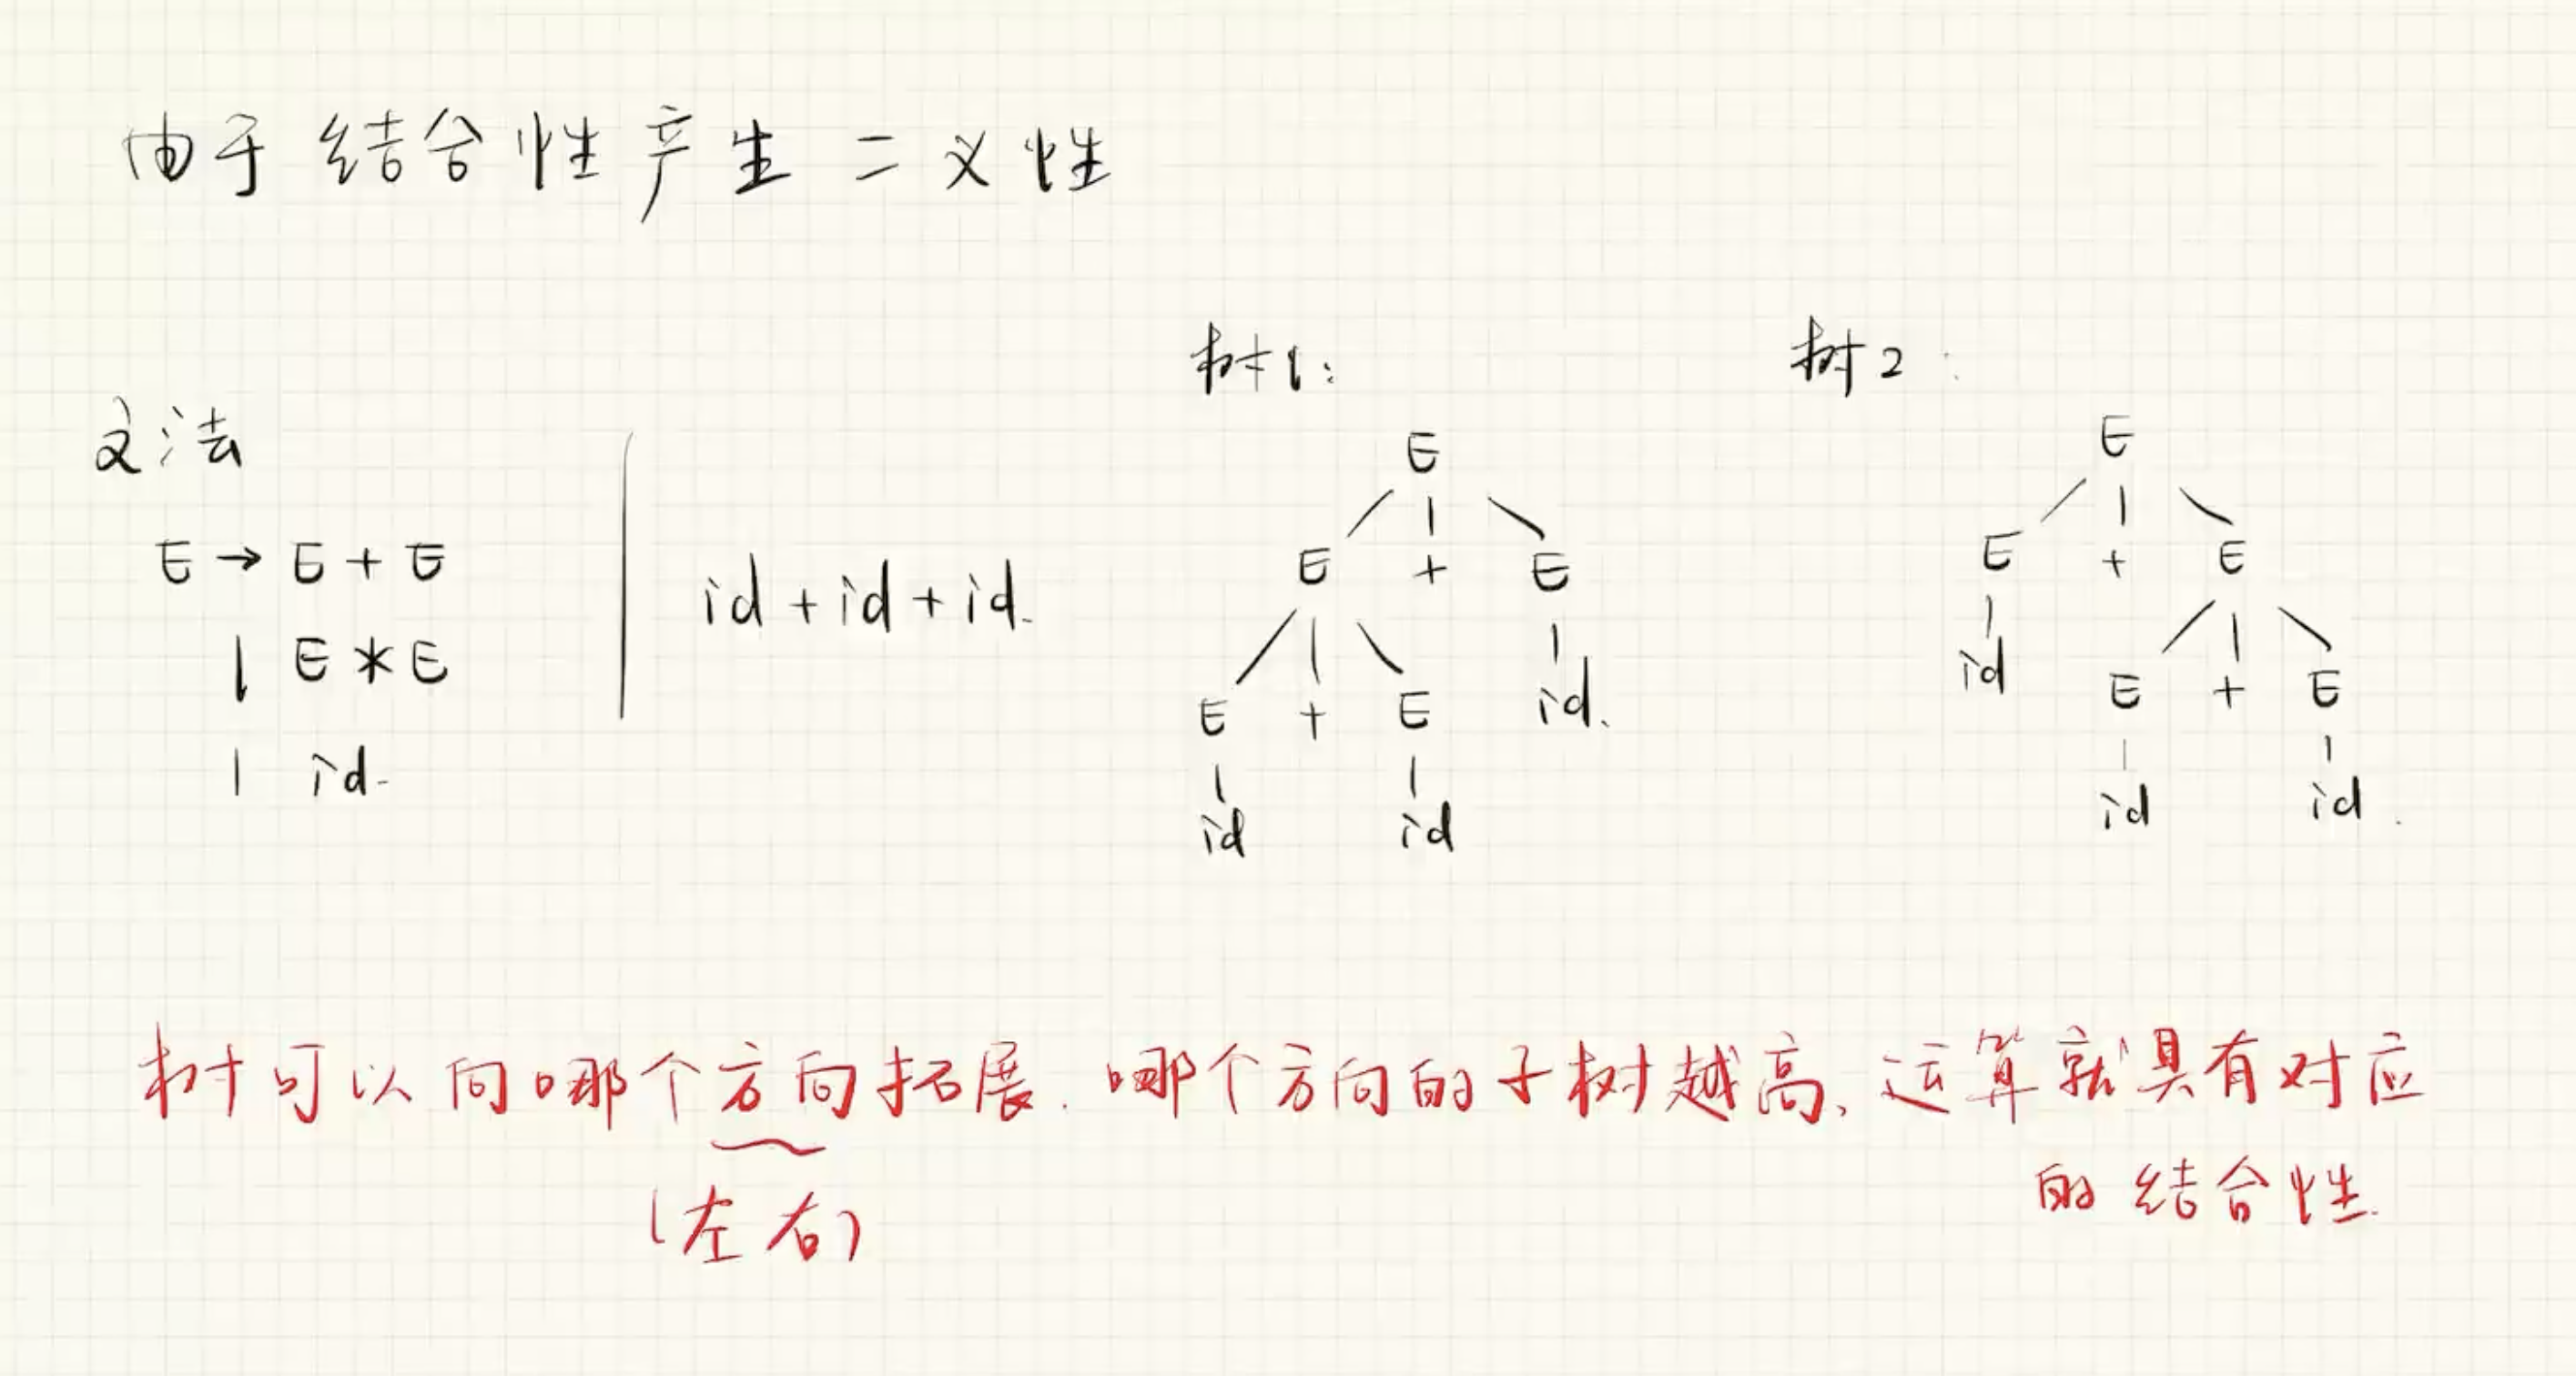 由于结合性产生二义性
文法
E → E + E
| E * E
| id.
id + id + id.
树1:
E
E + E
E + E id.
id id
树2:
E
E + E
id E + E
id id.
树可以向哪个方向拓展. 哪个方向的子树越高, 运算就具有对应
(左右)
的结合性.